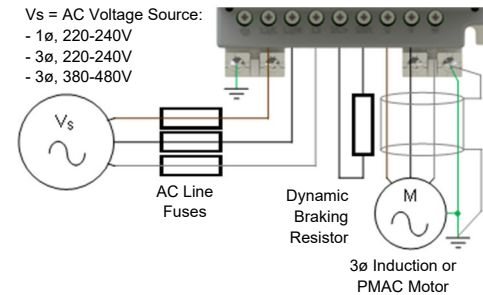 Vs = AC Voltage Source:
- 1ø, 220-240V
- 3ø, 220-240V
- 3ø, 380-480V
Vs
AC Line
Fuses
Dynamic
Braking
Resistor
M
3ø Induction or
PMAC Motor